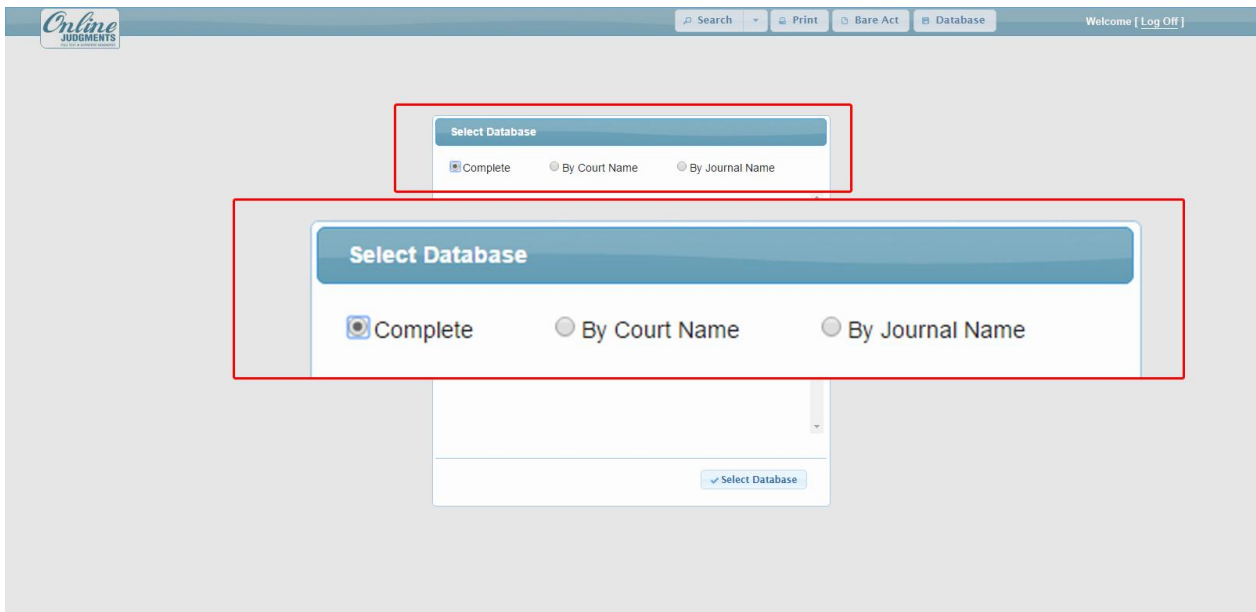 Online
JUDGMENTS
Search Print Bare Act Database Welcome [ Log Off ]
Select Database
Complete By Court Name By Journal Name
Select Database
Complete By Court Name By Journal Name
Select Database